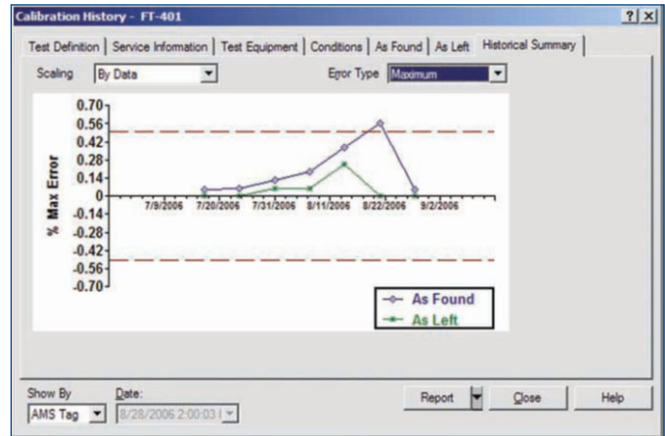 Calibration History - FT-401
Test Definition Service Information Test Equipment Conditions As Found As Left Historical Summary
Scaling By Data Error Type Maximum
0.70
0.56
0.42
0.28
0.14
0
-0.14
-0.28
-0.42
-0.56
-0.70
% Max Error
7/9/2006 7/20/2006 7/31/2006 8/11/2006 8/22/2006 9/2/2006
As Found
As Left
Show By Date:
AMS Tag 8/28/2006 2:00:03 Report Close Help